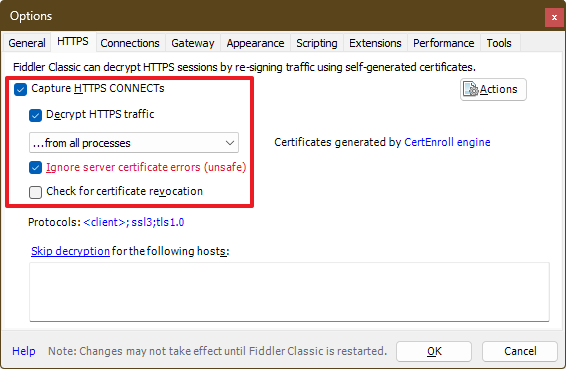 Options
x
General HTTPS Connections Gateway Appearance Scripting Extensions Performance Tools
Fiddler Classic can decrypt HTTPS sessions by re-signing traffic using self-generated certificates.
Capture HTTPS CONNECTs
Actions
Decrypt HTTPS traffic
...from all processes
Certificates generated by CertEnroll engine
Ignore server certificate errors (unsafe)
Check for certificate revocation
Protocols: <client>;ssl3;tls1.0
Skip decryption for the following hosts:
Help Note: Changes may not take effect until Fiddler Classic is restarted. OK Cancel